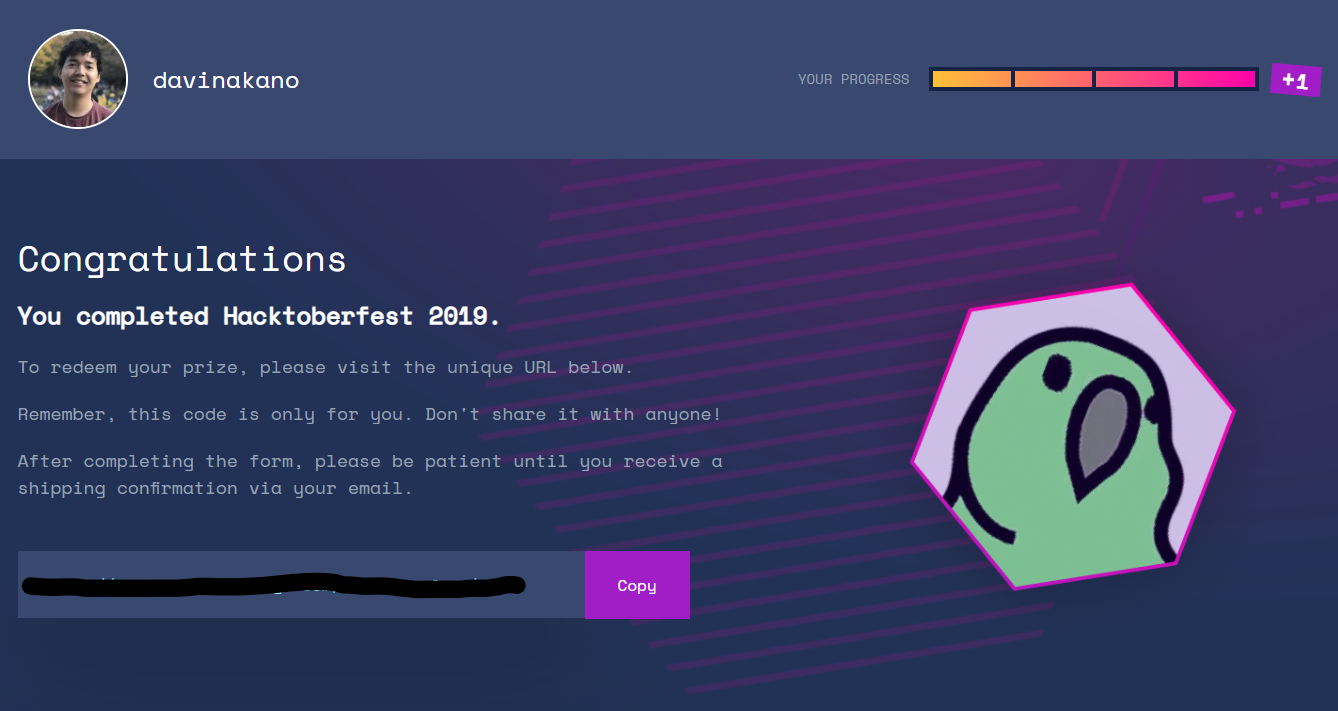 davinakano
YOUR PROGRESS
+1
Congratulations
You completed Hacktoberfest 2019.
To redeem your prize, please visit the unique URL below.
Remember, this code is only for you. Don't share it with anyone!
After completing the form, please be patient until you receive a
shipping confirmation via your email.
Copy